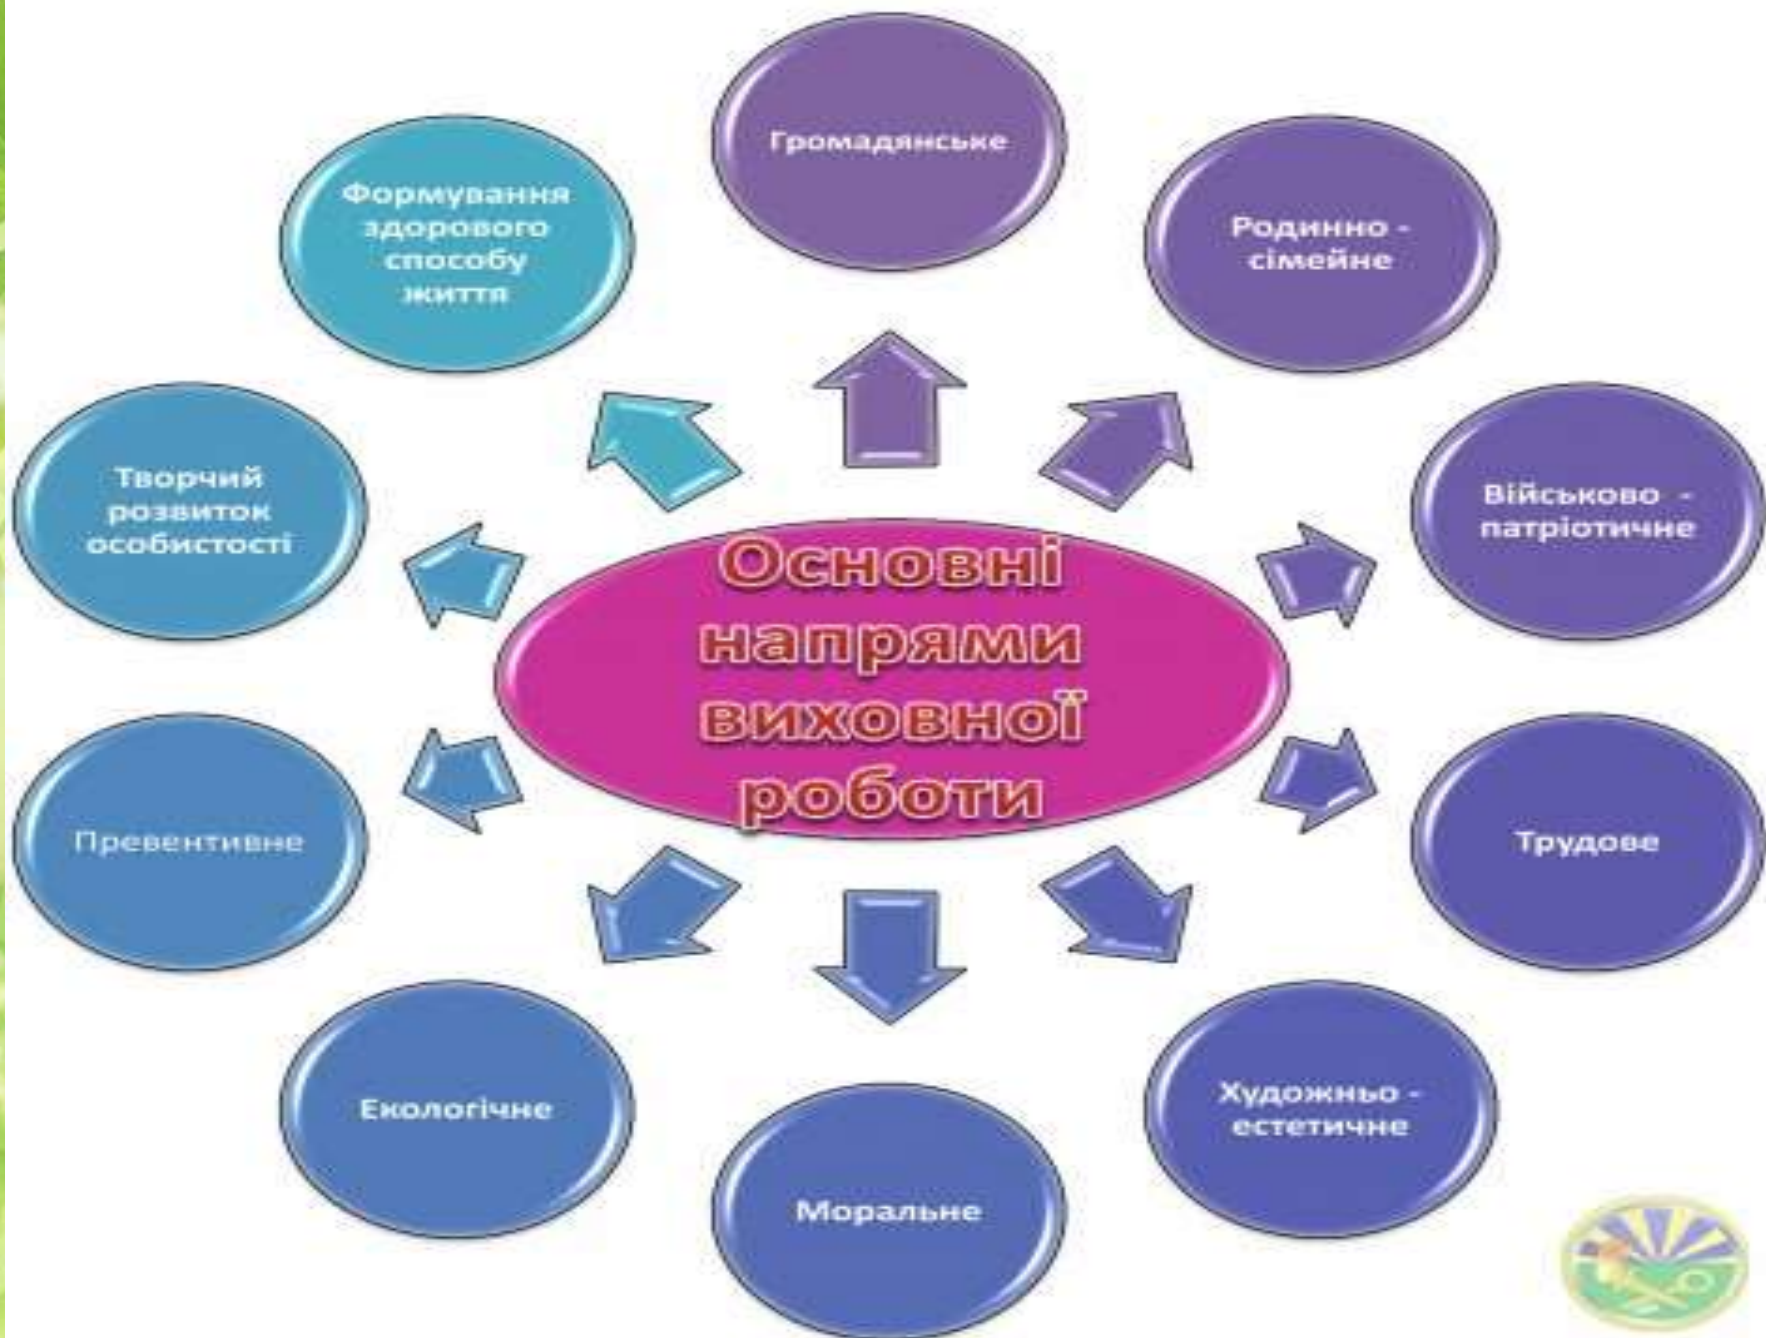 Основні
напрями
виховної
роботи
Громадянське
Родинно -
сімейне
Військово -
патріотичне
Трудове
Художньо -
естетичне
Моральне
Екологічне
Превентивне
Творчий
розвиток
особистості
Формування
здорового
способу
життя